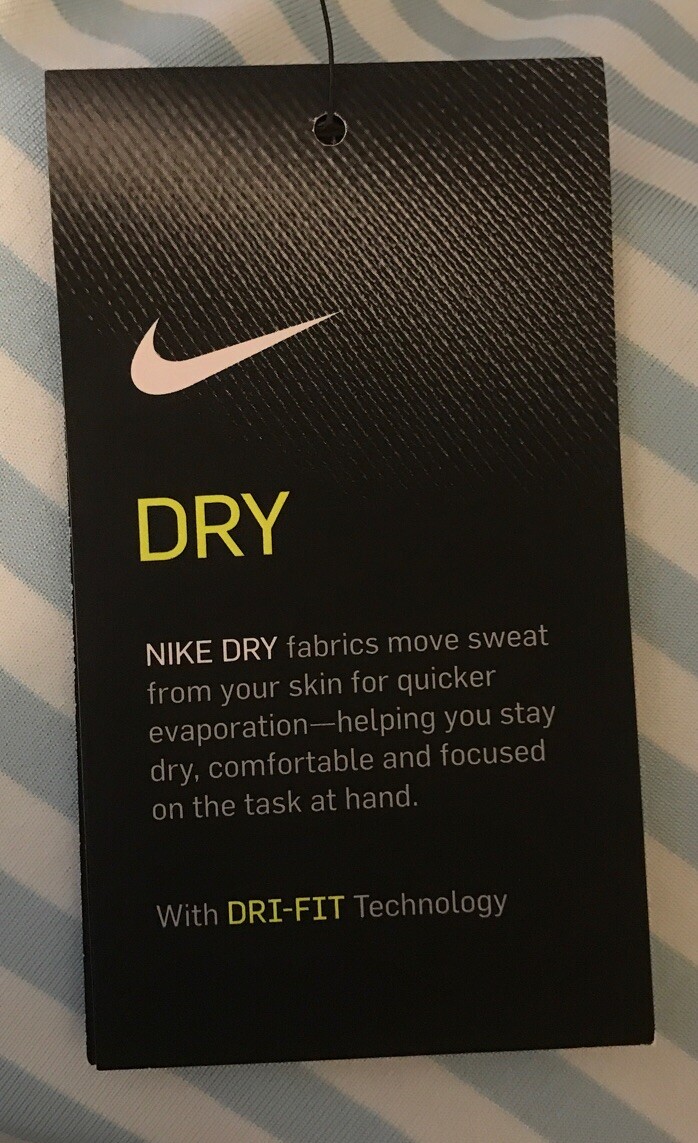 DRY
NIKE DRY fabrics move sweat
from your skin for quicker
evaporation—helping you stay
dry, comfortable and focused
on the task at hand.
With DRI-FIT Technology